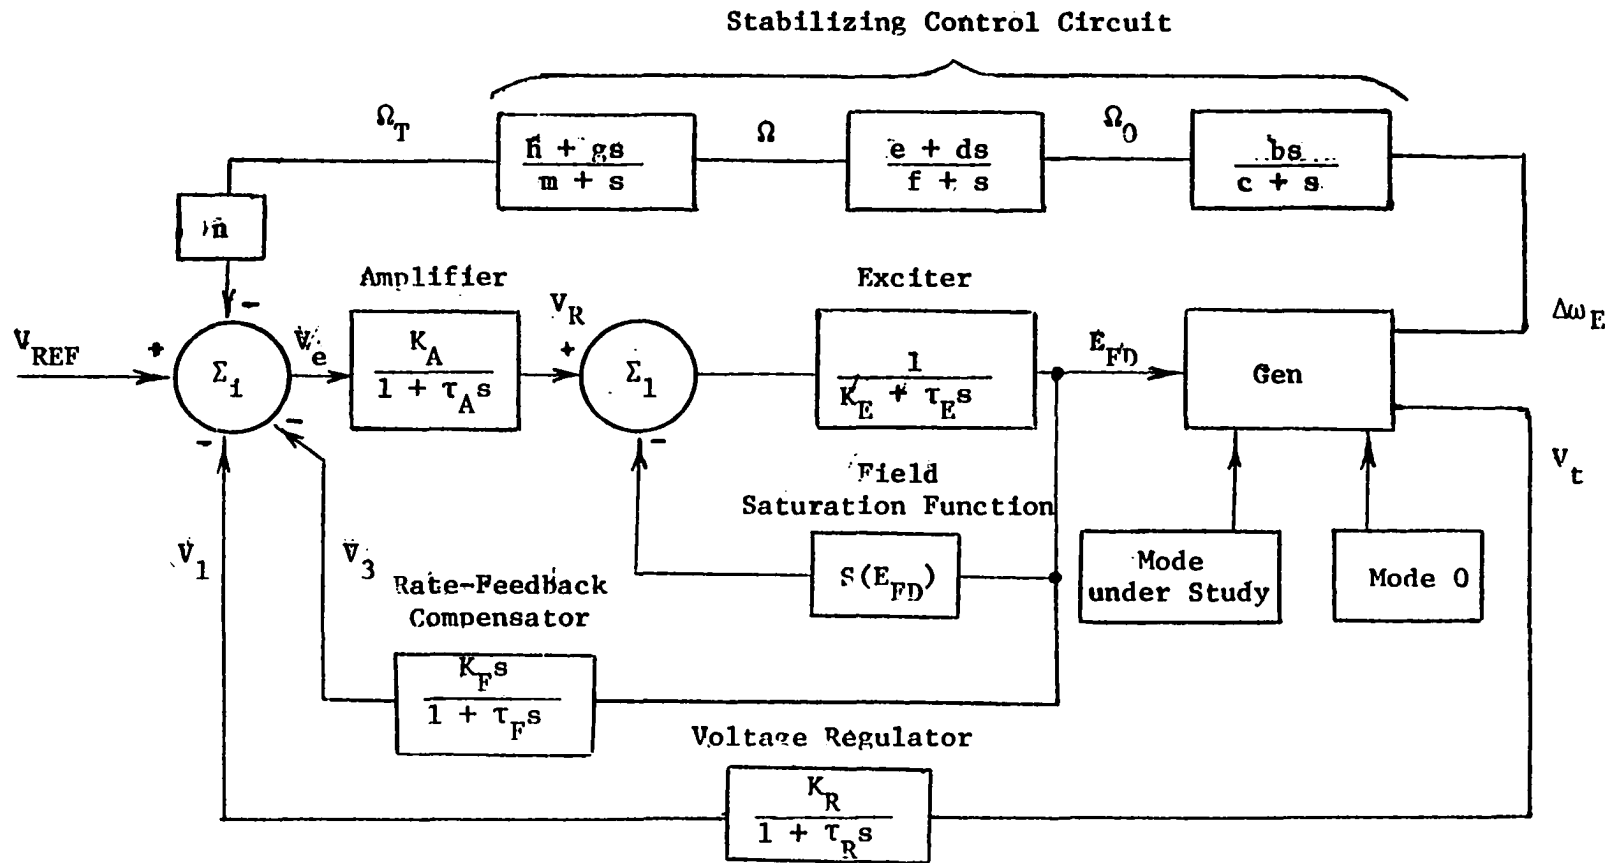 Stabilizing Control Circuit
Ω_T
h + gs
m + s
Ω
e + ds
f + s
Ω_0
bs
c + s
n
-
Amplifier
Exciter
Δω_E
V_REF
+
Σ_i
V_e
K_A
1 + τ_A s
V_R
+
Σ_1
1
K_E + τ_E s
E_FD
Gen
-
-
-
V_t
Field
Saturation Function
S(E_FD)
Mode
under Study
Mode 0
V_1
V_3
Rate-Feedback
Compensator
K_F s
1 + τ_F s
Voltage Regulator
K_R
1 + τ_R s